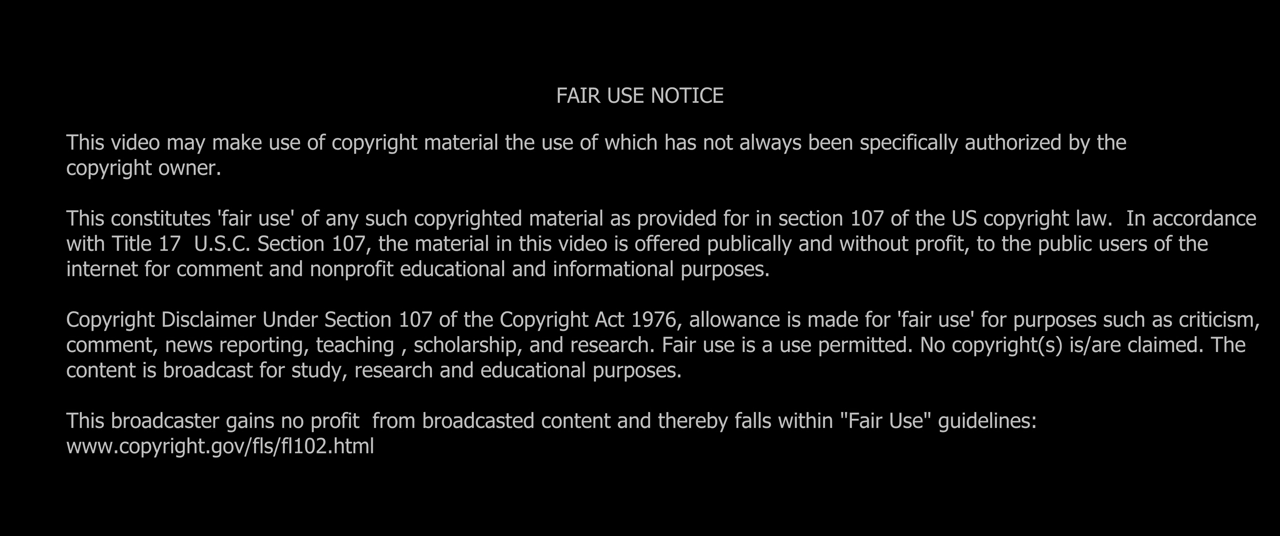 FAIR USE NOTICE
This video may make use of copyright material the use of which has not always been specifically authorized by the
copyright owner.
This constitutes 'fair use' of any such copyrighted material as provided for in section 107 of the US copyright law.  In accordance
with Title 17  U.S.C. Section 107, the material in this video is offered publically and without profit, to the public users of the
internet for comment and nonprofit educational and informational purposes.
Copyright Disclaimer Under Section 107 of the Copyright Act 1976, allowance is made for 'fair use' for purposes such as criticism,
comment, news reporting, teaching , scholarship, and research. Fair use is a use permitted. No copyright(s) is/are claimed. The
content is broadcast for study, research and educational purposes.
This broadcaster gains no profit  from broadcasted content and thereby falls within "Fair Use" guidelines:
www.copyright.gov/fls/fl102.html